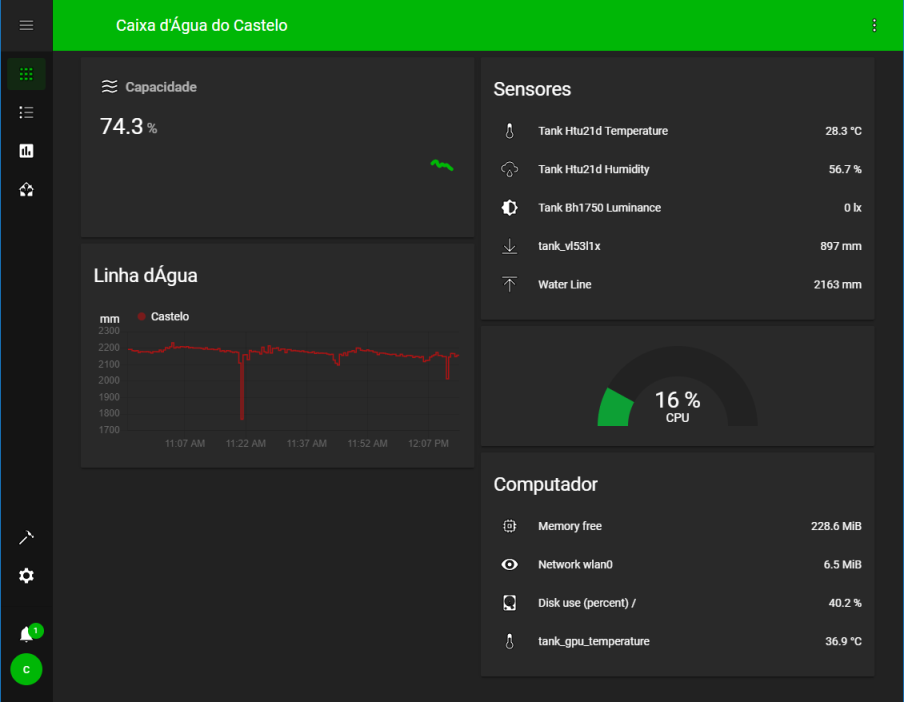 Caixa d'Água do Castelo
Capacidade
74.3 %
Linha dÁgua
mm
Castelo
2300
2200
2100
2000
1900
1800
1700
11:07 AM 11:22 AM 11:37 AM 11:52 AM 12:07 PM
Sensores
Tank Htu21d Temperature 28.3 °C
Tank Htu21d Humidity 56.7 %
Tank Bh1750 Luminance 0 lx
tank_vl53l1x 897 mm
Water Line 2163 mm
16 %
CPU
Computador
Memory free 228.6 MiB
Network wlan0 6.5 MiB
Disk use (percent) / 40.2 %
tank_gpu_temperature 36.9 °C
1
C